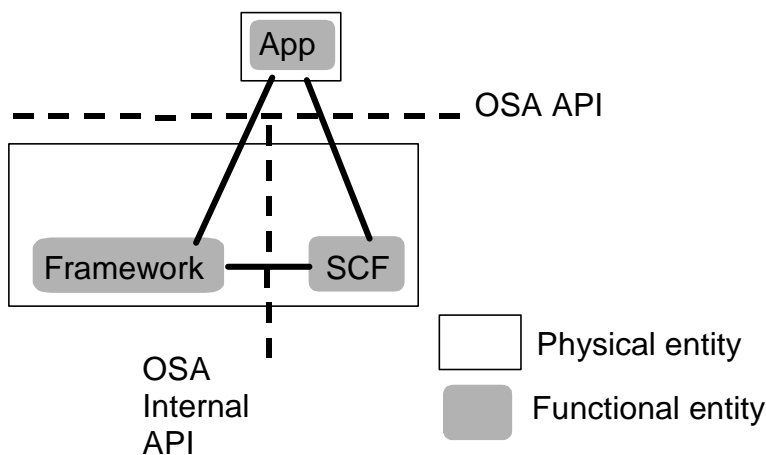 App
OSA API
Framework
SCF
OSA
Internal
API
Physical entity
Functional entity